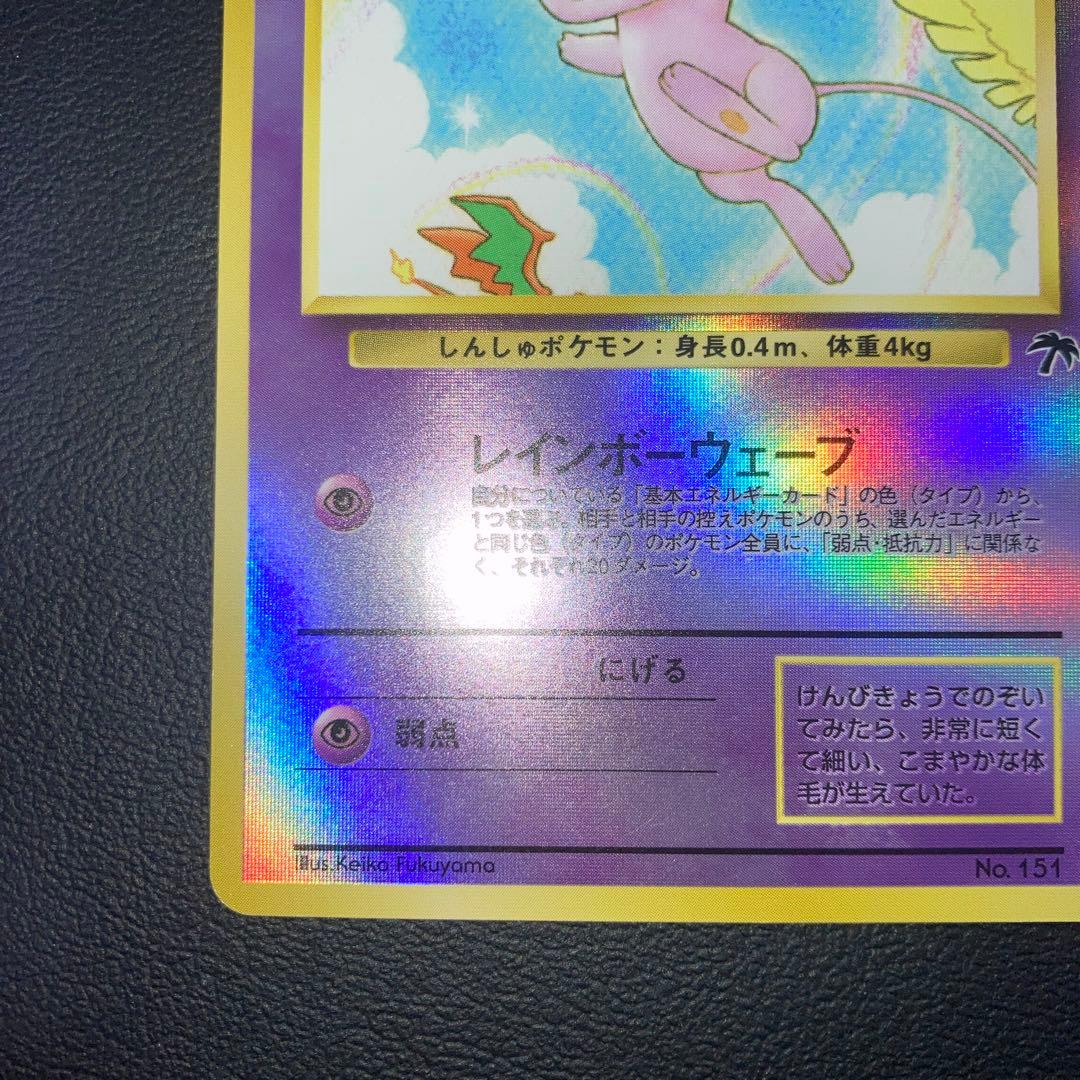 しんしゅポケモン：身長0.4m、体重4kg
レインボーウェーブ
自分についている「基本エネルギーカード」の色（タイプ）から、
1つを選ぶ。相手と相手の控えポケモンのうち、選んだエネルギー
と同じ色（タイプ）のポケモン全員に、「弱点・抵抗力」に関係な
く、それぞれ20ダメージ。
にげる
弱点
けんびきょうでのぞい
てみたら、非常に短く
て細い、こまやかな体
毛が生えていた。
Illus.Keiko Fukuyama
No. 151